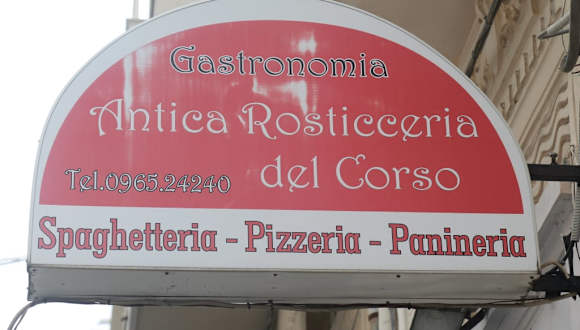 Gastronomia
Antica Rosticceria
del Corso
Tel.0965.24240
Spaghetteria - Pizzeria - Panineria